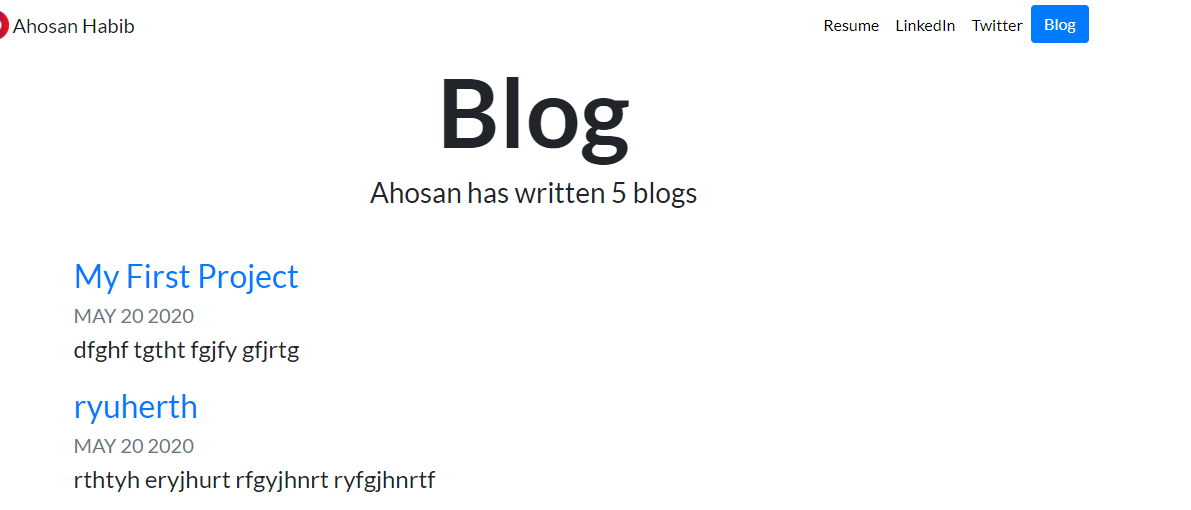 Ahosan Habib
Resume LinkedIn Twitter Blog
Blog
Ahosan has written 5 blogs
My First Project
MAY 20 2020
dfghf tgtht fgjfy gfjrtg
ryuherth
MAY 20 2020
rthtyh eryjhurt rfgyjhnrt ryfgjhnrtf